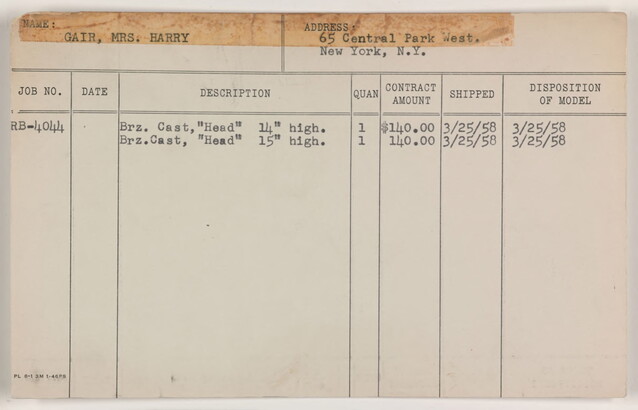 NAME: ADDRESS:
GAIR, MRS. HARRY 65 Central Park West.
New York, N.Y.
JOB NO. DATE DESCRIPTION QUAN CONTRACT AMOUNT SHIPPED DISPOSITION OF MODEL
RB-4044 Brz. Cast,"Head" 14" high. 1 $140.00 3/25/58 3/25/58
Brz.Cast, "Head" 15" high. 1 140.00 3/25/58 3/25/58